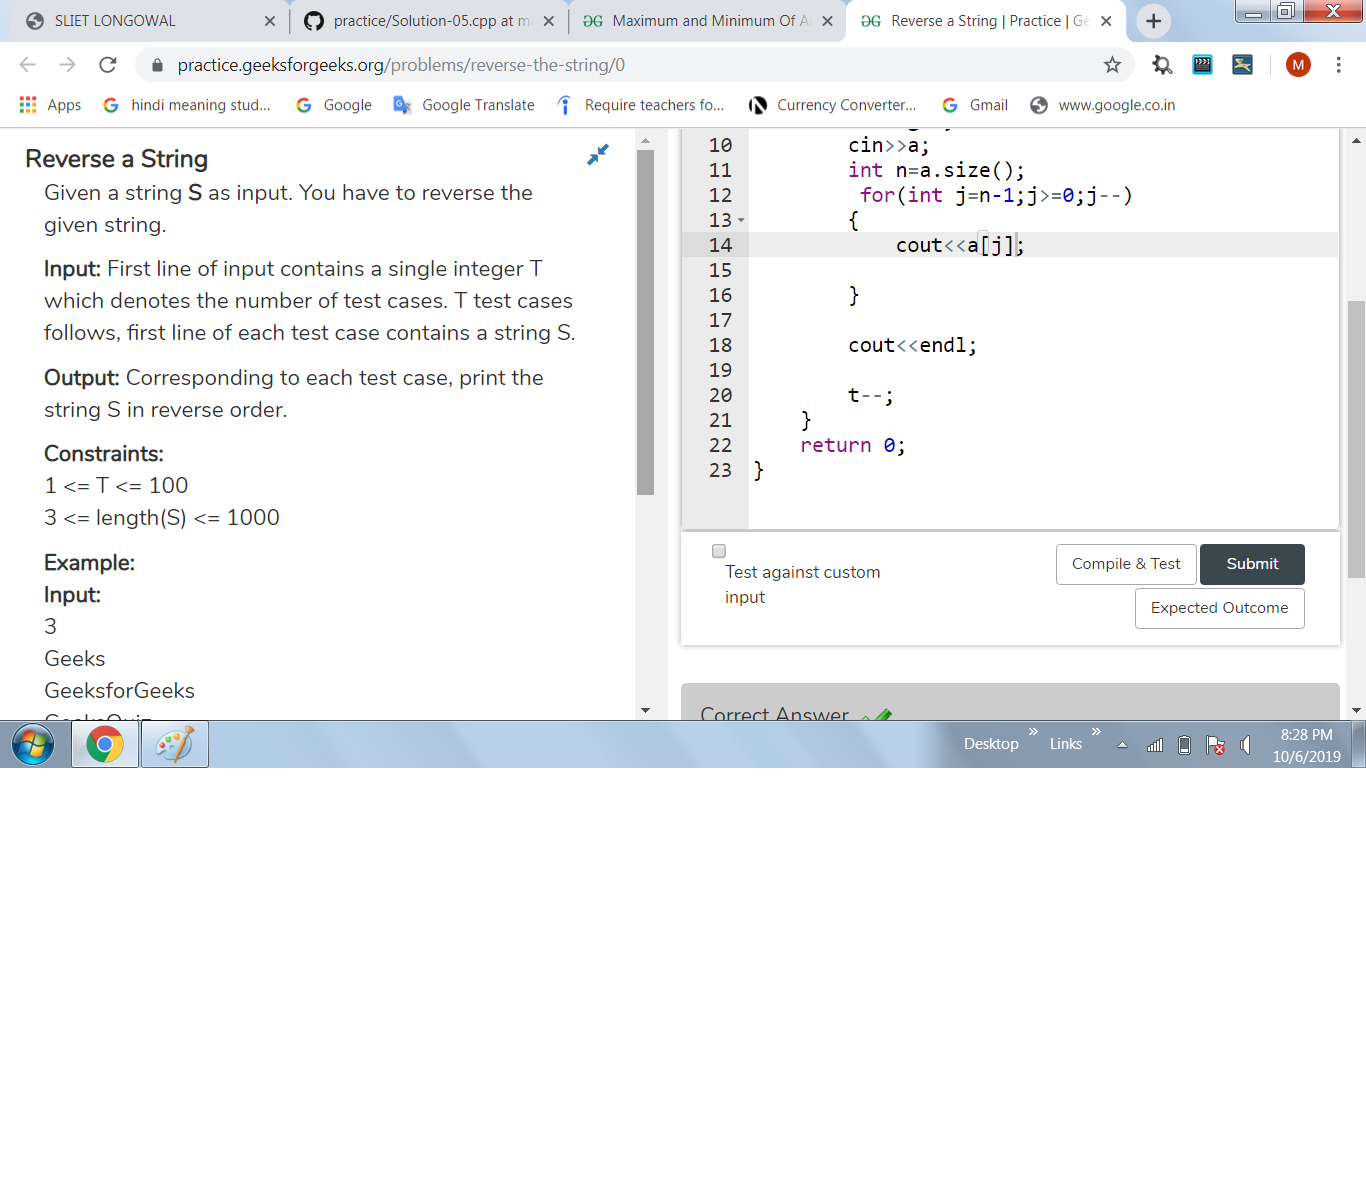 SLIET LONGOWAL
practice/Solution-05.cpp at m
Maximum and Minimum Of A
Reverse a String | Practice | Ge
practice.geeksforgeeks.org/problems/reverse-the-string/0
M
Apps
hindi meaning stud...
Google
Google Translate
Require teachers fo...
Currency Converter...
Gmail
www.google.co.in
Reverse a String
Given a string S as input. You have to reverse the
given string.
Input: First line of input contains a single integer T
which denotes the number of test cases. T test cases
follows, first line of each test case contains a string S.
Output: Corresponding to each test case, print the
string S in reverse order.
Constraints:
1 <= T <= 100
3 <= length(S) <= 1000
Example:
Input:
3
Geeks
GeeksforGeeks
10 cin>>a;
11 int n=a.size();
12 for(int j=n-1;j>=0;j--)
13 {
14 cout<<a[j];
15
16 }
17
18 cout<<endl;
19
20 t--;
21 }
22 return 0;
23 }
Test against custom
input
Compile & Test
Submit
Expected Outcome
Correct Answer
Desktop
Links
8:28 PM
10/6/2019